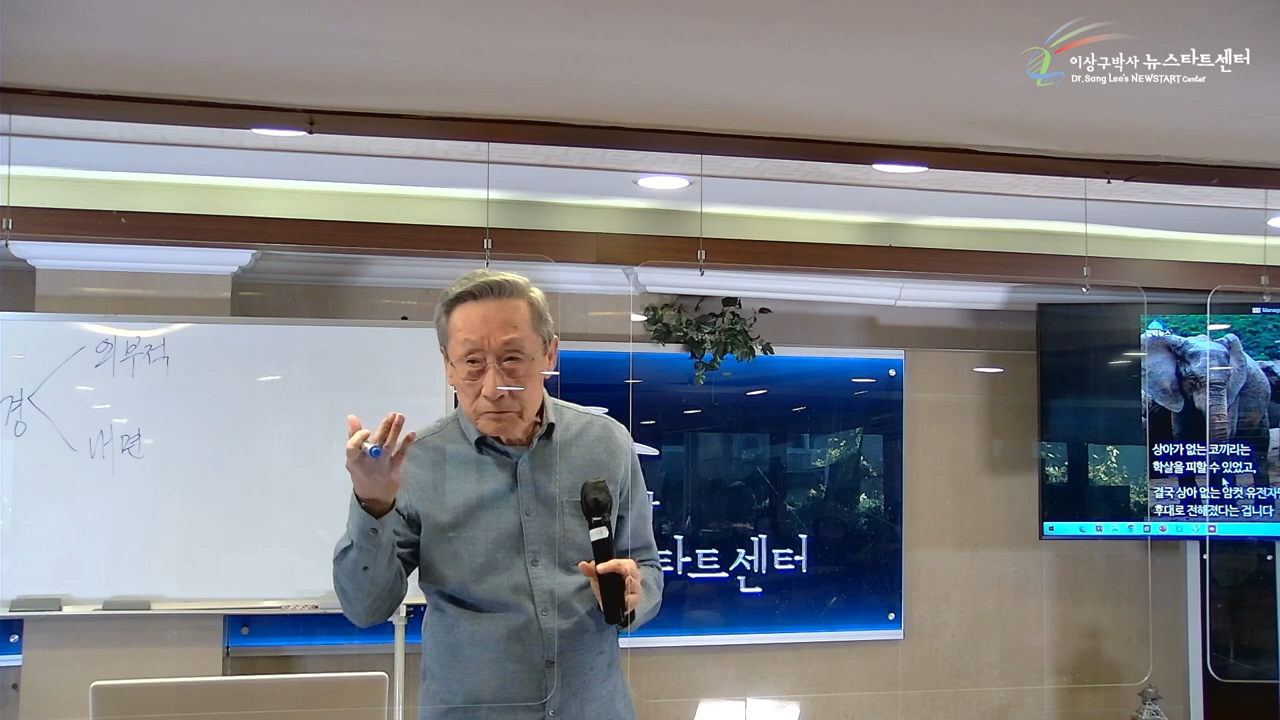 이상구박사 뉴스타트센터
Dr. Sang Lee's NEWSTART Center
외부적
경
내면
타트센터
상아가 없는 코끼리는
학살을 피할 수 있었고,
결국 상아 없는 암컷 유전자
후대로 전해졌다는 겁니다